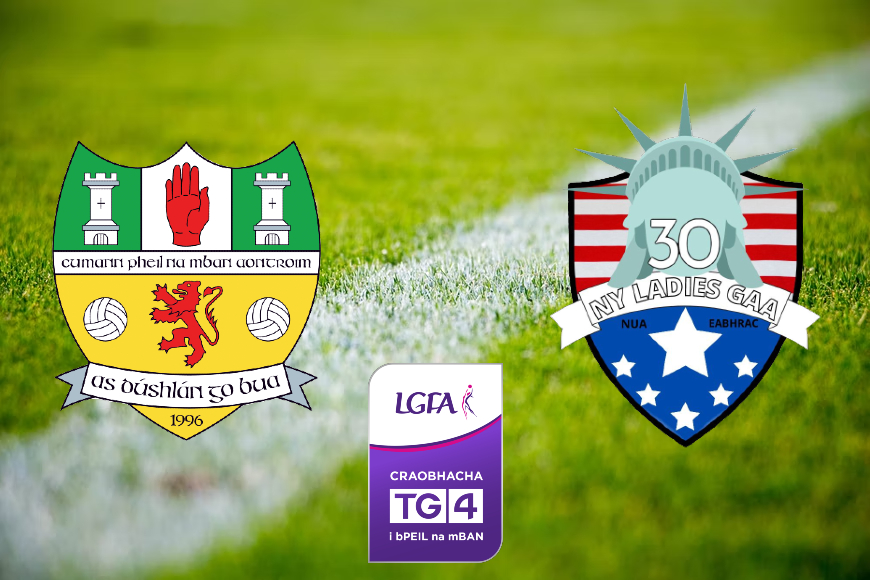 cumann pheil na mban aontroim
as dúshlán go bua
1996
30
NY LADIES GAA
NUA EABHRAC
LGFA
CRAOBHACHA
TG4
i bPEIL na mBAN